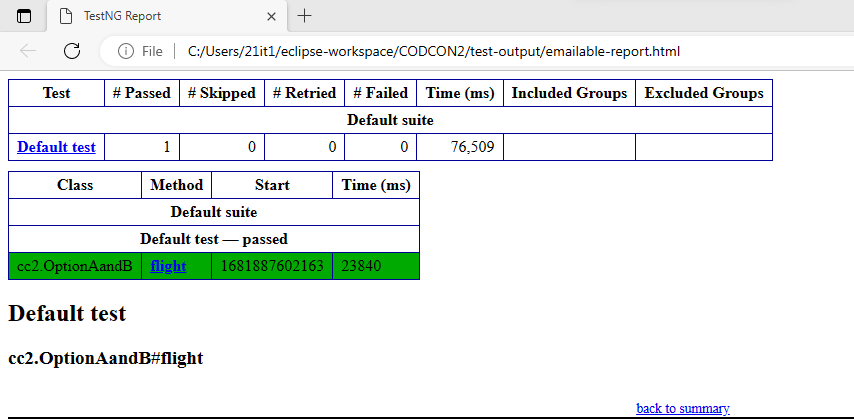 TestNG Report
File C:/Users/21it1/eclipse-workspace/CODCON2/test-output/emailable-report.html
Test # Passed # Skipped # Retried # Failed Time (ms) Included Groups Excluded Groups
Default suite
Default test 1 0 0 0 76,509
Class Method Start Time (ms)
Default suite
Default test — passed
cc2.OptionAandB flight 1681887602163 23840
Default test
cc2.OptionAandB#flight
back to summary